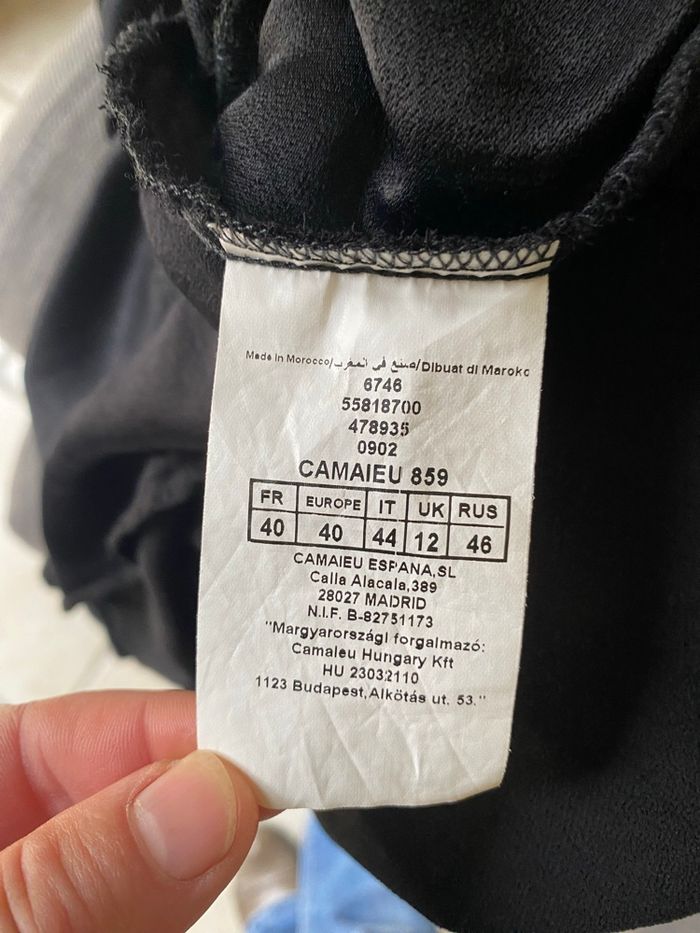 Made in Morocco/صنع في المغرب/Dibuat di Maroko
6746
55818700
478935
0902
CAMAIEU 859
FR EUROPE IT UK RUS
40 40 44 12 46
CAMAIEU ESPANA,SL
Calla Alacala,389
28027 MADRID
N.I.F. B-82751173
"Margyarországi forgalmazó:
Camaleu Hungary Kft
HU 23032110
1123 Budapest,Alkötás ut. 53."